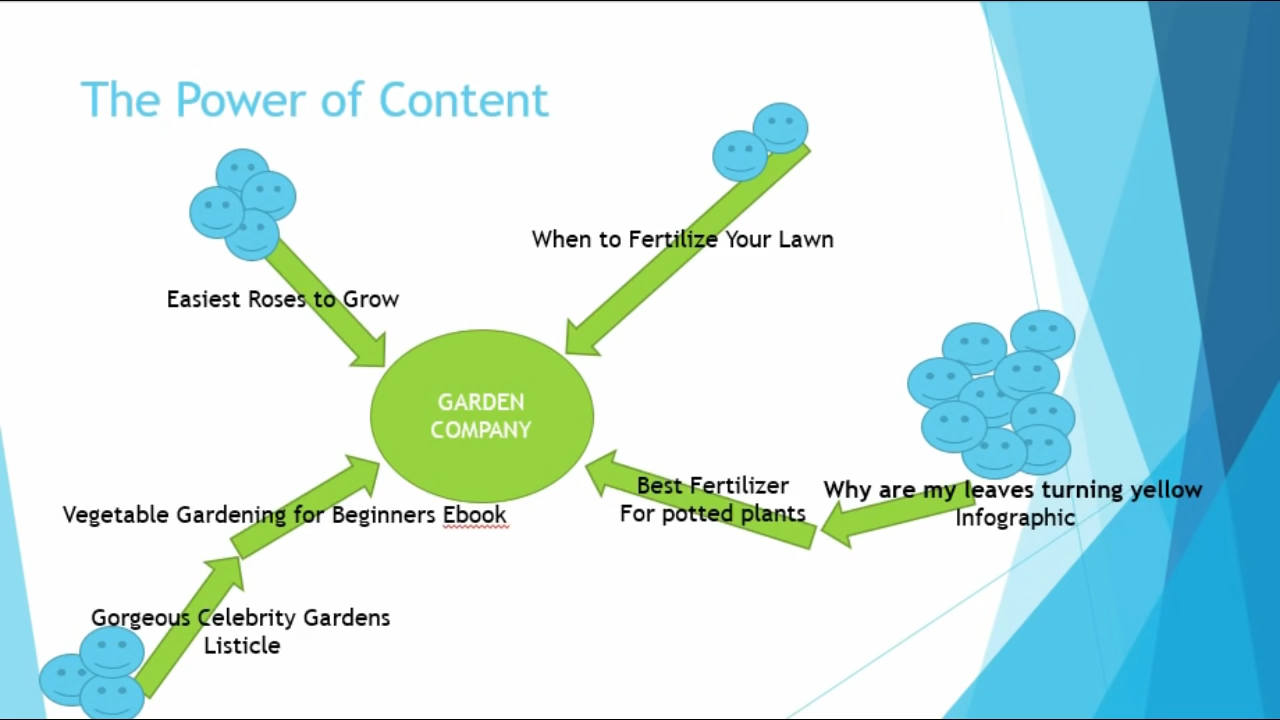 The Power of Content
When to Fertilize Your Lawn
Easiest Roses to Grow
GARDEN
COMPANY
Best Fertilizer
For potted plants
Why are my leaves turning yellow
Infographic
Vegetable Gardening for Beginners Ebook
Gorgeous Celebrity Gardens
Listicle